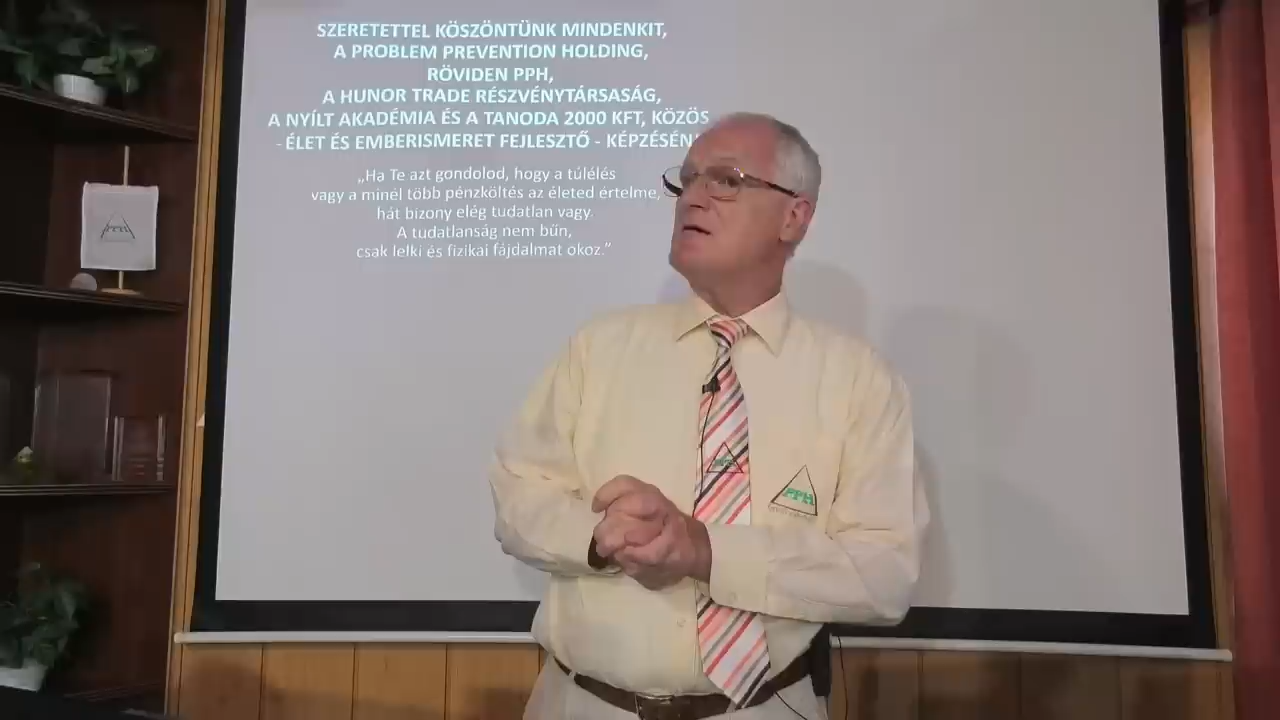 SZERETETTEL KÖSZÖNTÜNK MINDENKIT,
A PROBLEM PREVENTION HOLDING,
RÖVIDEN PPH,
A HUNOR TRADE RÉSZVÉNYTÁRSASÁG,
A NYÍLT AKADÉMIA ÉS A TANODA 2000 KFT, KÖZÖS
- ÉLET ÉS EMBERISMERET FEJLESZTŐ -
„Ha Te azt gondolod, hogy a túlélés
vagy a minél több pénzköltés az életed értelme,
hát bizony elég tudatlan vagy.
A tudatlanság nem bűn,
csak lelki és fizikai fájdalmat okoz.”
PPH
PPH
PPH